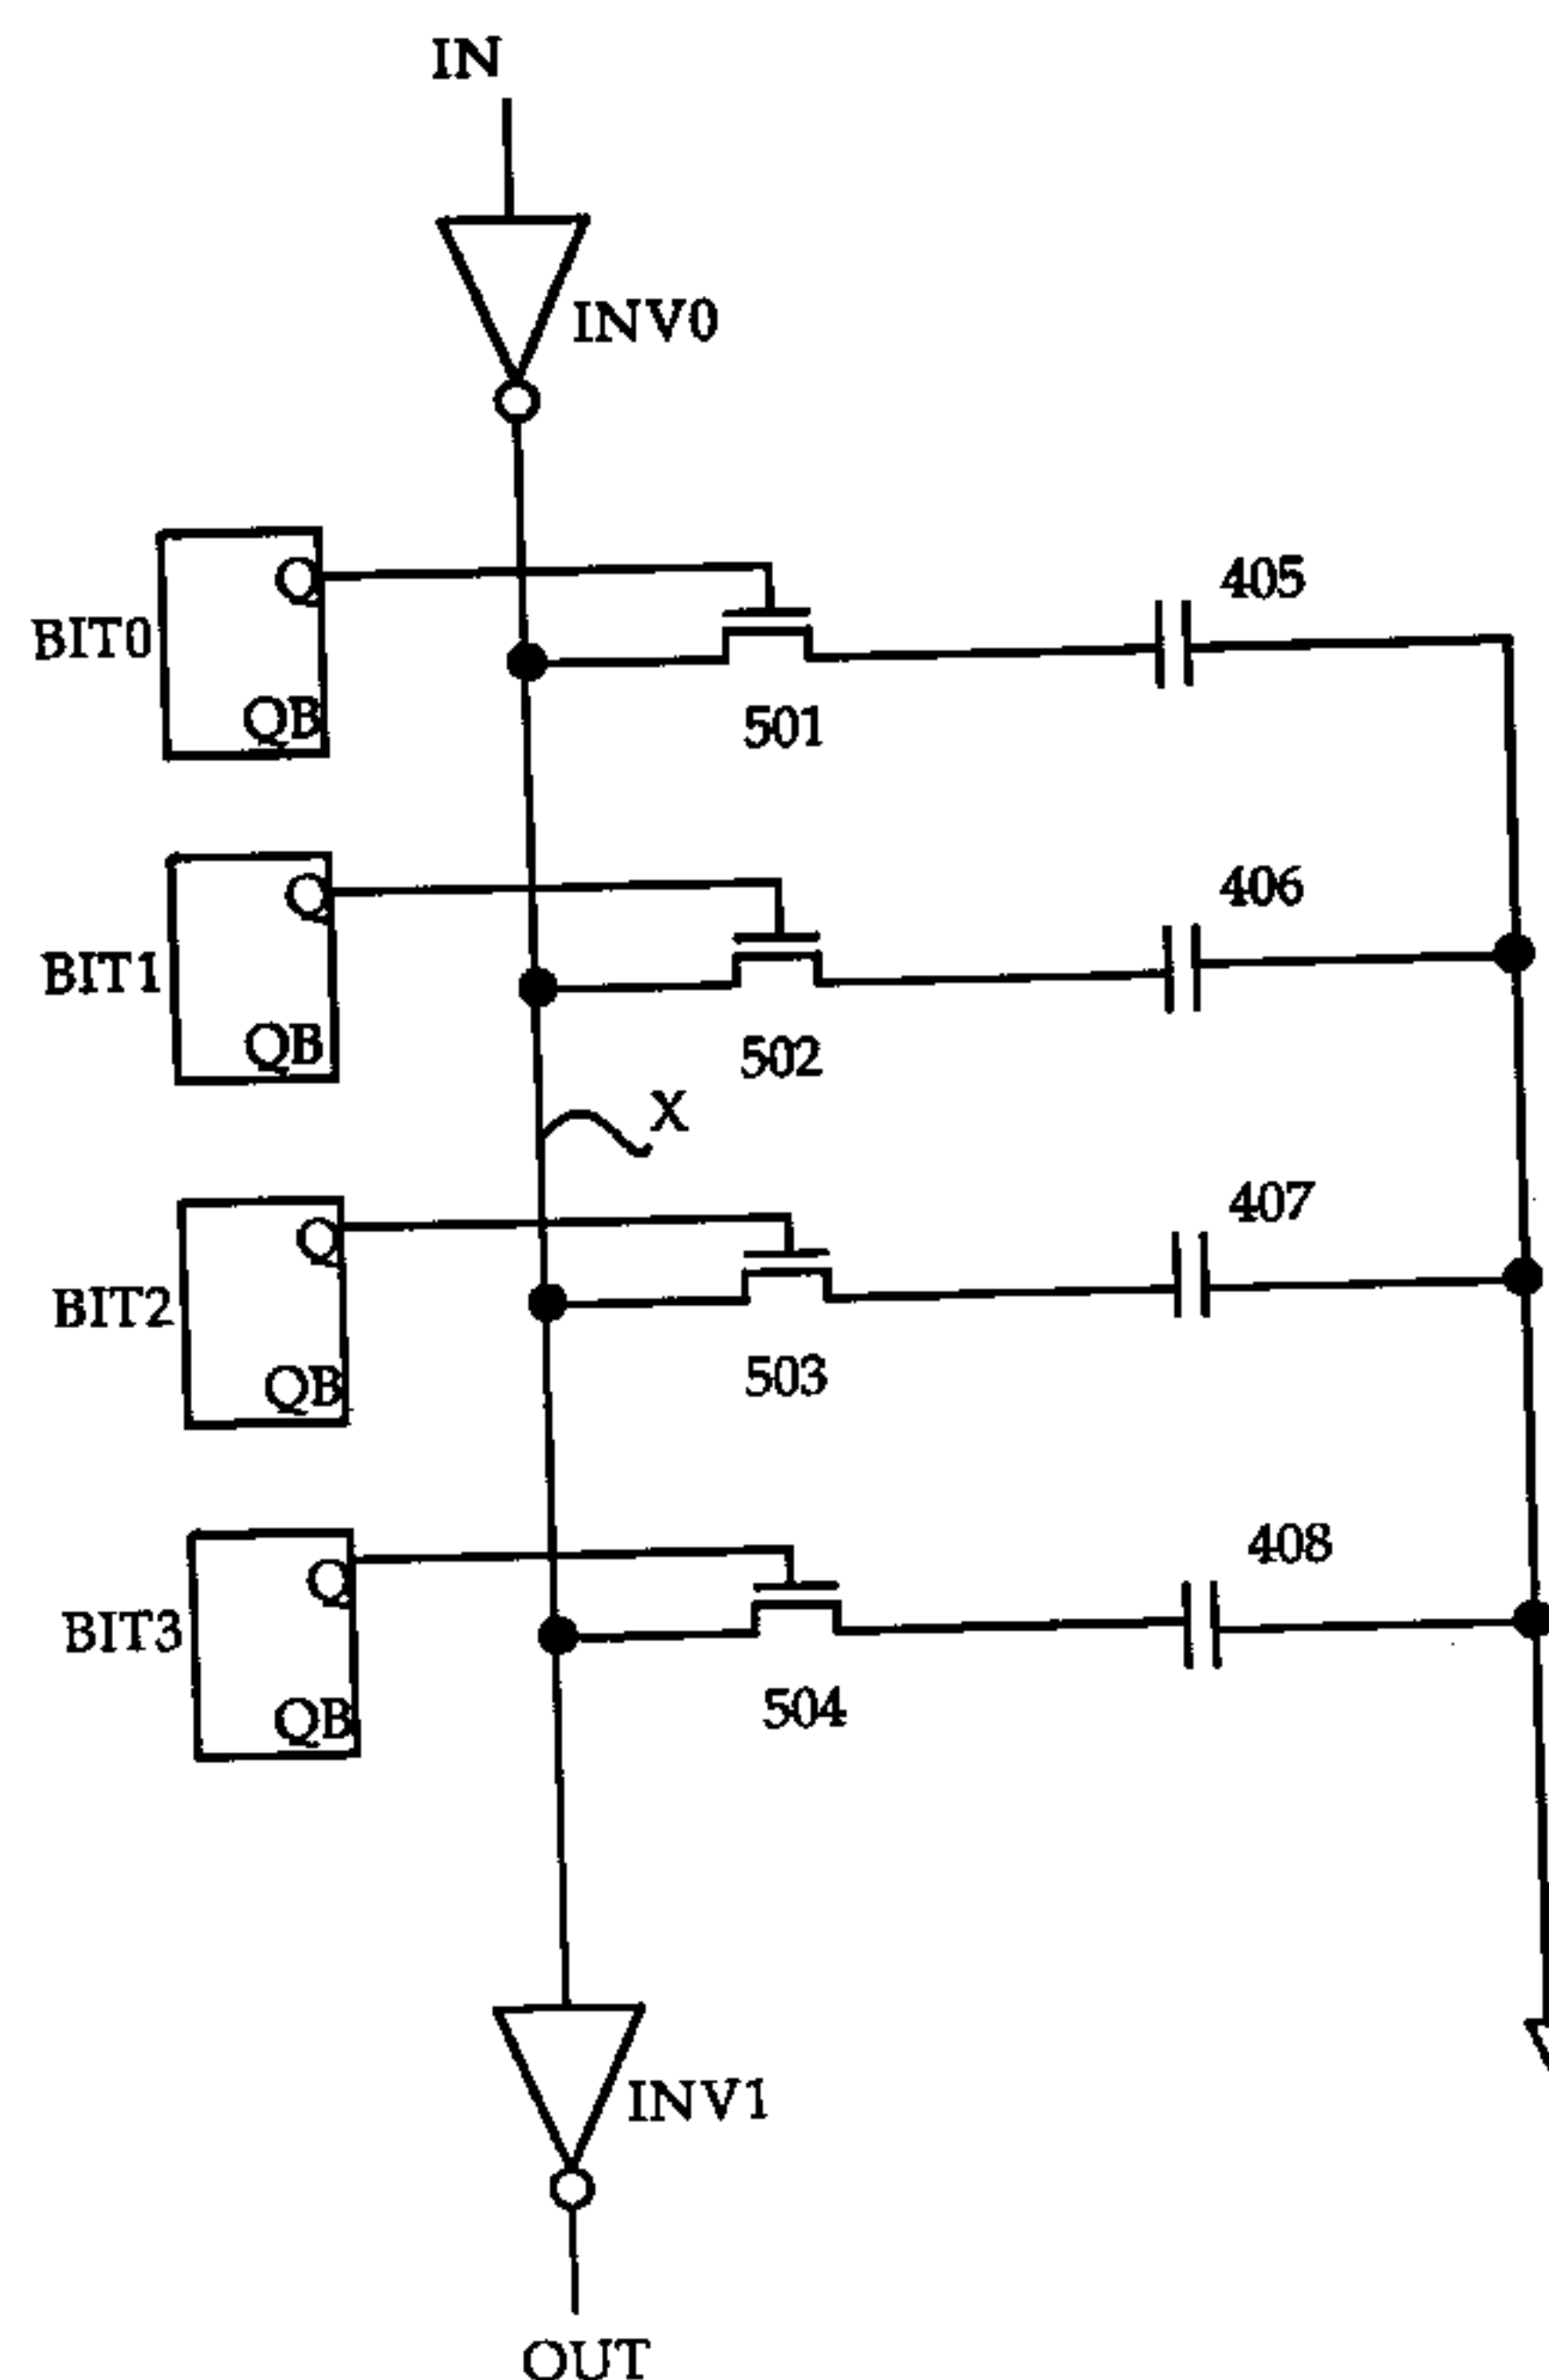 IN
INV0
Q
BIT0
QB
501
405
Q
BIT1
QB
502
406
X
Q
BIT2
QB
503
407
Q
BIT3
QB
504
408
INV1
OUT